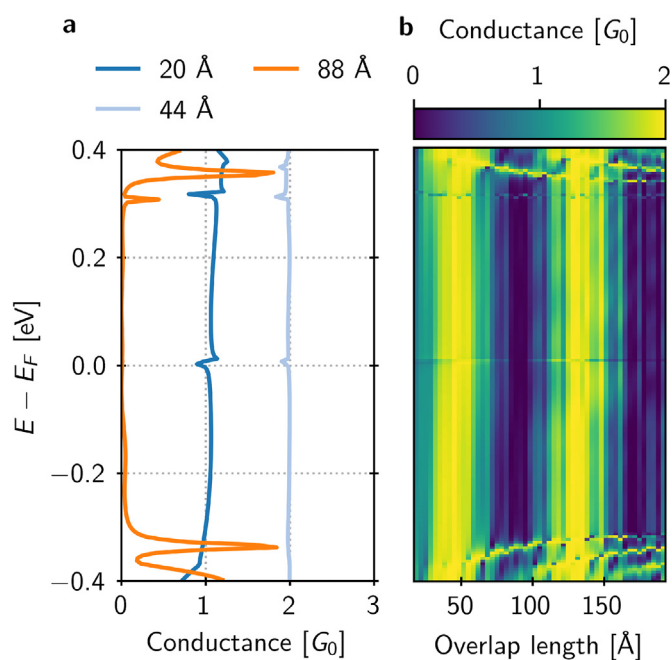 a
20 Å
88 Å
44 Å
0.4
0.2
0.0
−0.2
−0.4
E − E_F [eV]
0
1
2
3
Conductance [G₀]
b
Conductance [G₀]
0
1
2
50
100
150
Overlap length [Å]